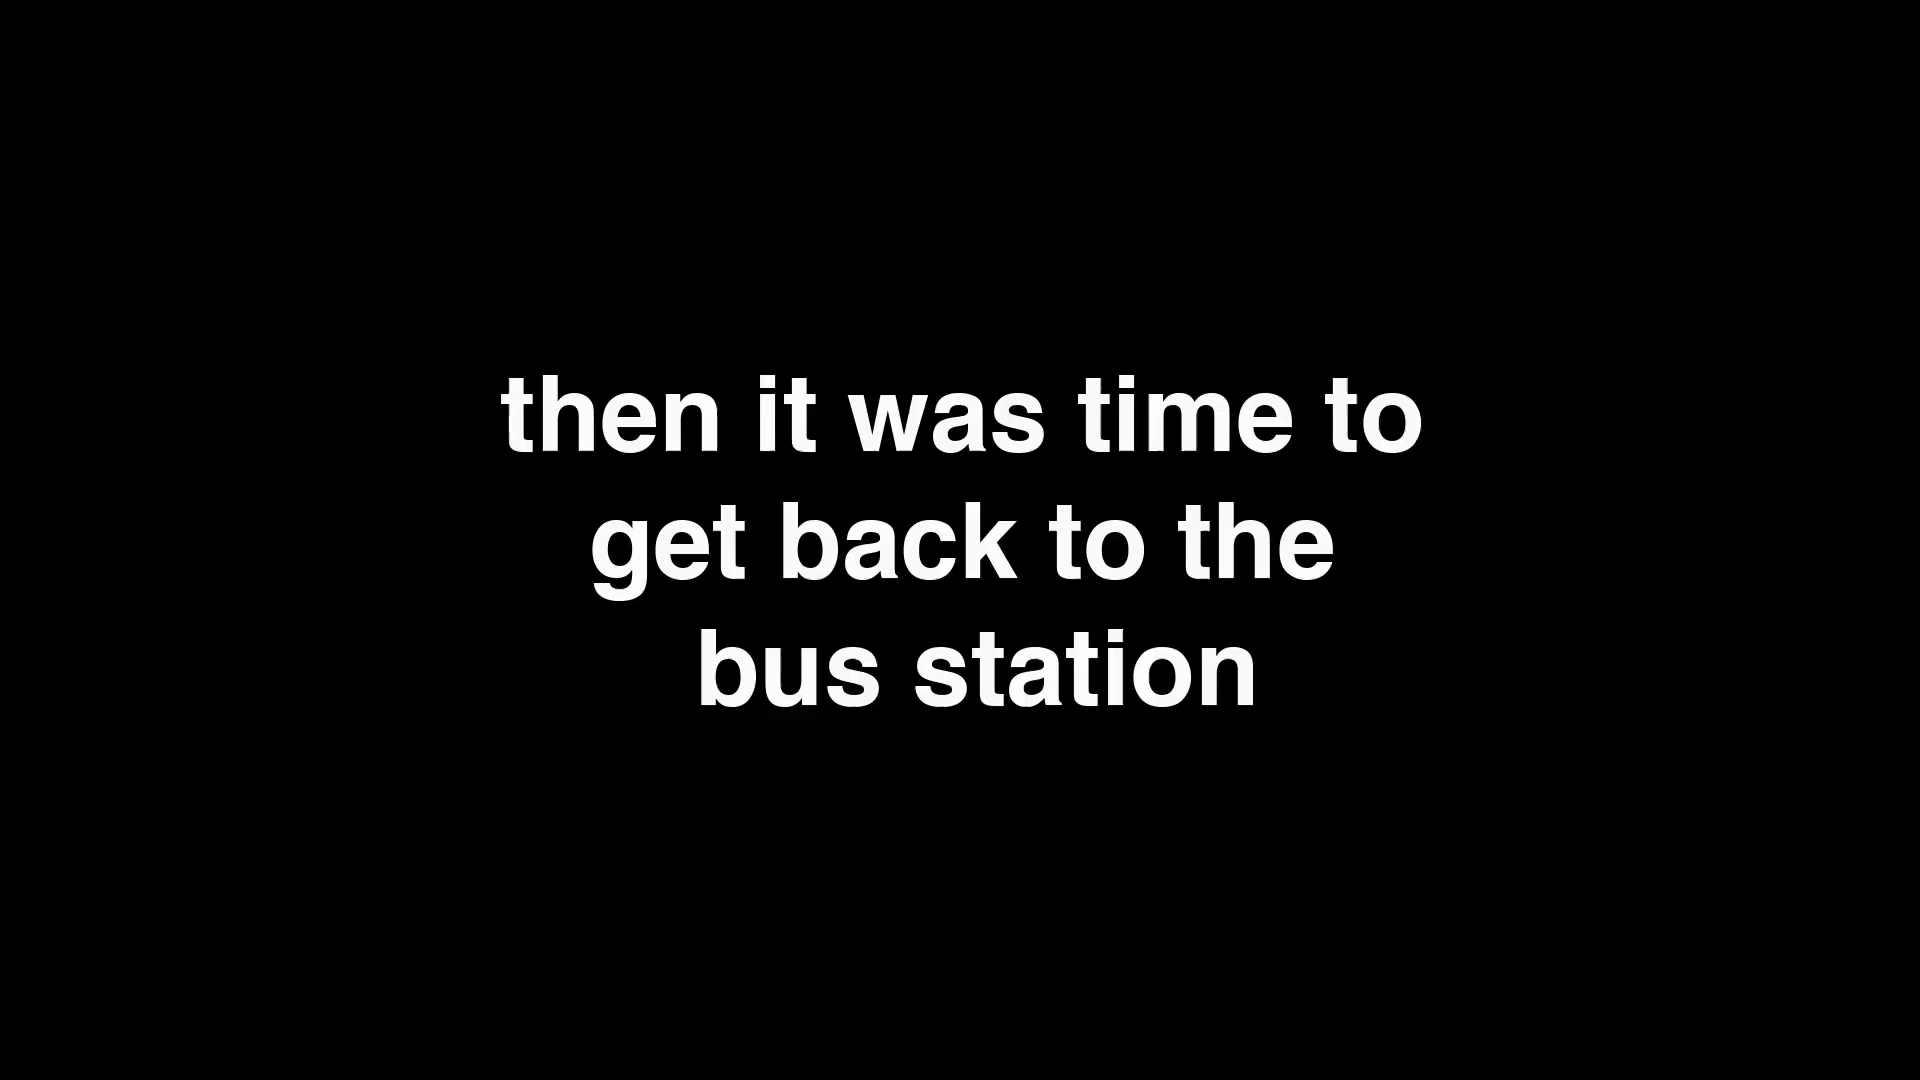 then it was time to
get back to the
bus station